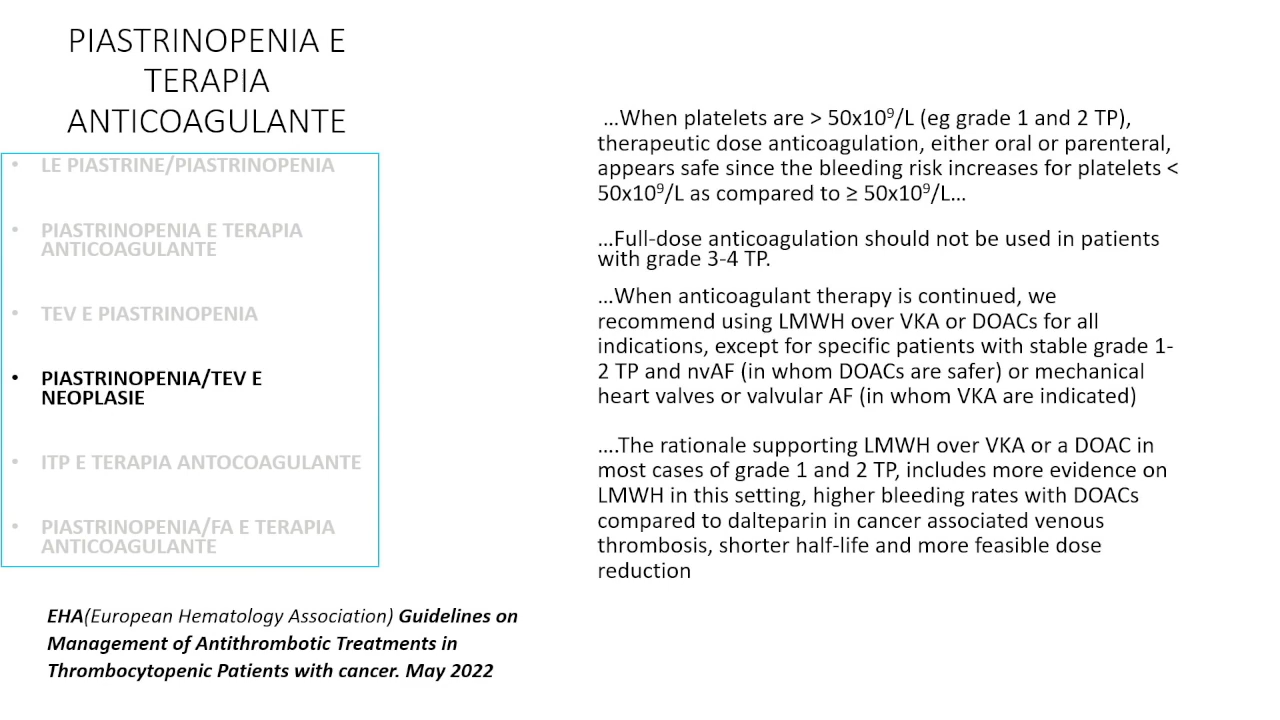 PIASTRINOPENIA E
TERAPIA
ANTICOAGULANTE
• LE PIASTRINE/PIASTRINOPENIA
• PIASTRINOPENIA E TERAPIA
ANTICOAGULANTE
• TEV E PIASTRINOPENIA
• PIASTRINOPENIA/TEV E
NEOPLASIE
• ITP E TERAPIA ANTOCOAGULANTE
• PIASTRINOPENIA/FA E TERAPIA
ANTICOAGULANTE
EHA(European Hematology Association) Guidelines on
Management of Antithrombotic Treatments in
Thrombocytopenic Patients with cancer. May 2022
…When platelets are > 50x10⁹/L (eg grade 1 and 2 TP),
therapeutic dose anticoagulation, either oral or parenteral,
appears safe since the bleeding risk increases for platelets <
50x10⁹/L as compared to ≥ 50x10⁹/L…
…Full-dose anticoagulation should not be used in patients
with grade 3-4 TP.
…When anticoagulant therapy is continued, we
recommend using LMWH over VKA or DOACs for all
indications, except for specific patients with stable grade 1-
2 TP and nvAF (in whom DOACs are safer) or mechanical
heart valves or valvular AF (in whom VKA are indicated)
….The rationale supporting LMWH over VKA or a DOAC in
most cases of grade 1 and 2 TP, includes more evidence on
LMWH in this setting, higher bleeding rates with DOACs
compared to dalteparin in cancer associated venous
thrombosis, shorter half-life and more feasible dose
reduction